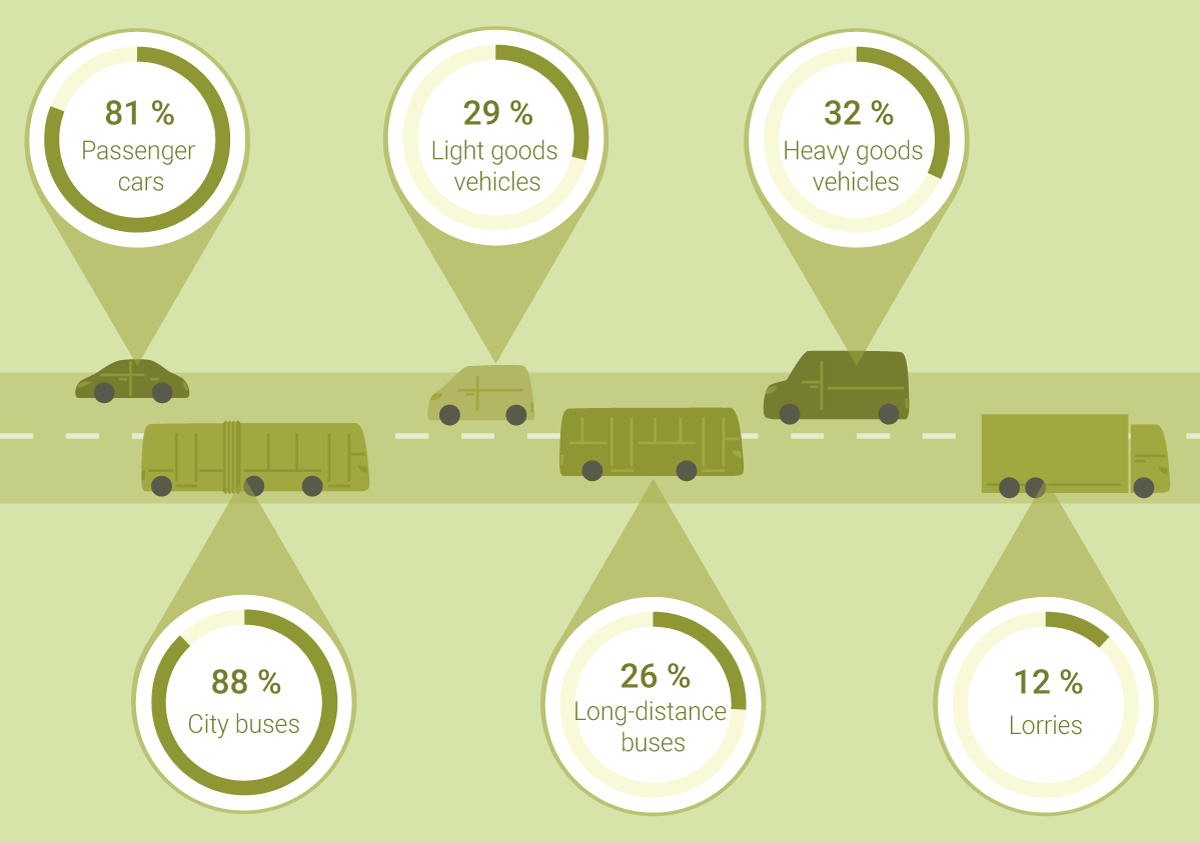 81 %
Passenger
cars
29 %
Light goods
vehicles
32 %
Heavy goods
vehicles
88 %
City buses
26 %
Long-distance
buses
12 %
Lorries